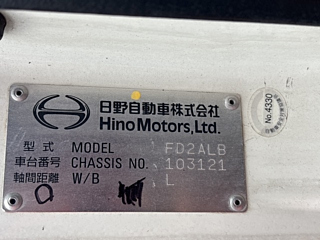 日野自動車株式会社
Hino Motors, Ltd.
型式 MODEL FD2ALB
車台番号 CHASSIS NO. 103121
軸間距離 W/B L
No.4330